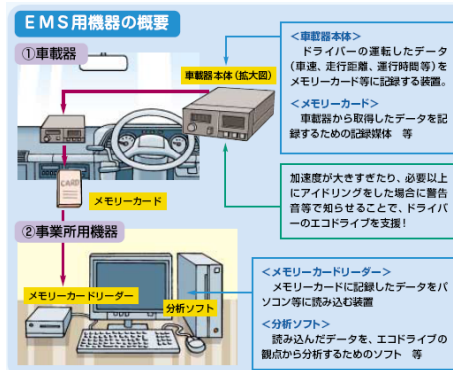 EMS用機器の概要
①車載器
車載器本体(拡大図)
<車載器本体>
ドライバーの運転したデータ
(車速、走行距離、運行時間等)を
メモリーカード等に記録する装置。
<メモリーカード>
車載器から取得したデータを記
録するための記録媒体 等
加速度が大きすぎたり、必要以上
にアイドリングをした場合に警告
音等で知らせることで、ドライバ
ーのエコドライブを支援!
CARD
メモリーカード
②事業所用機器
メモリーカードリーダー
分析ソフト
<メモリーカードリーダー>
メモリーカードに記録したデータをパ
ソコン等に読み込む装置
<分析ソフト>
読み込んだデータを、エコドライブの
観点から分析するためのソフト 等